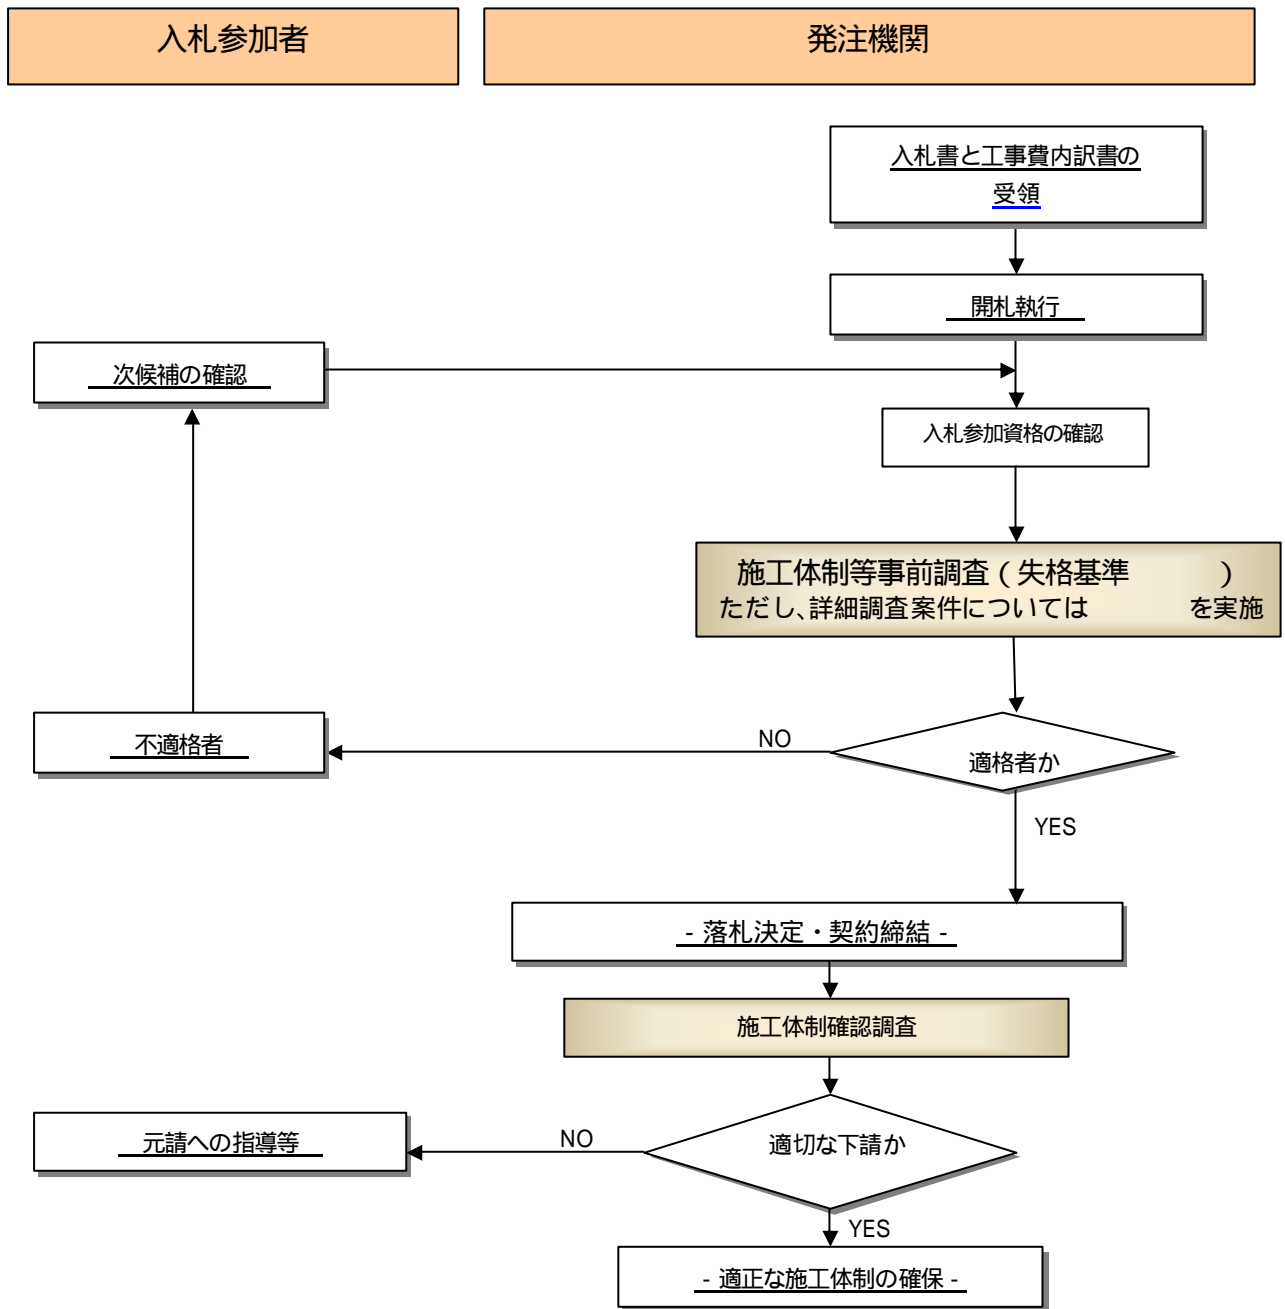 入札参加者
発注機関
入札書と工事費内訳書の
受領
開札執行
次候補の確認
入札参加資格の確認
施工体制等事前調査(失格基準　　　)
ただし、詳細調査案件については　　　を実施
不適格者
NO
適格者か
YES
- 落札決定・契約締結 -
施工体制確認調査
元請への指導等
NO
適切な下請か
YES
- 適正な施工体制の確保 -